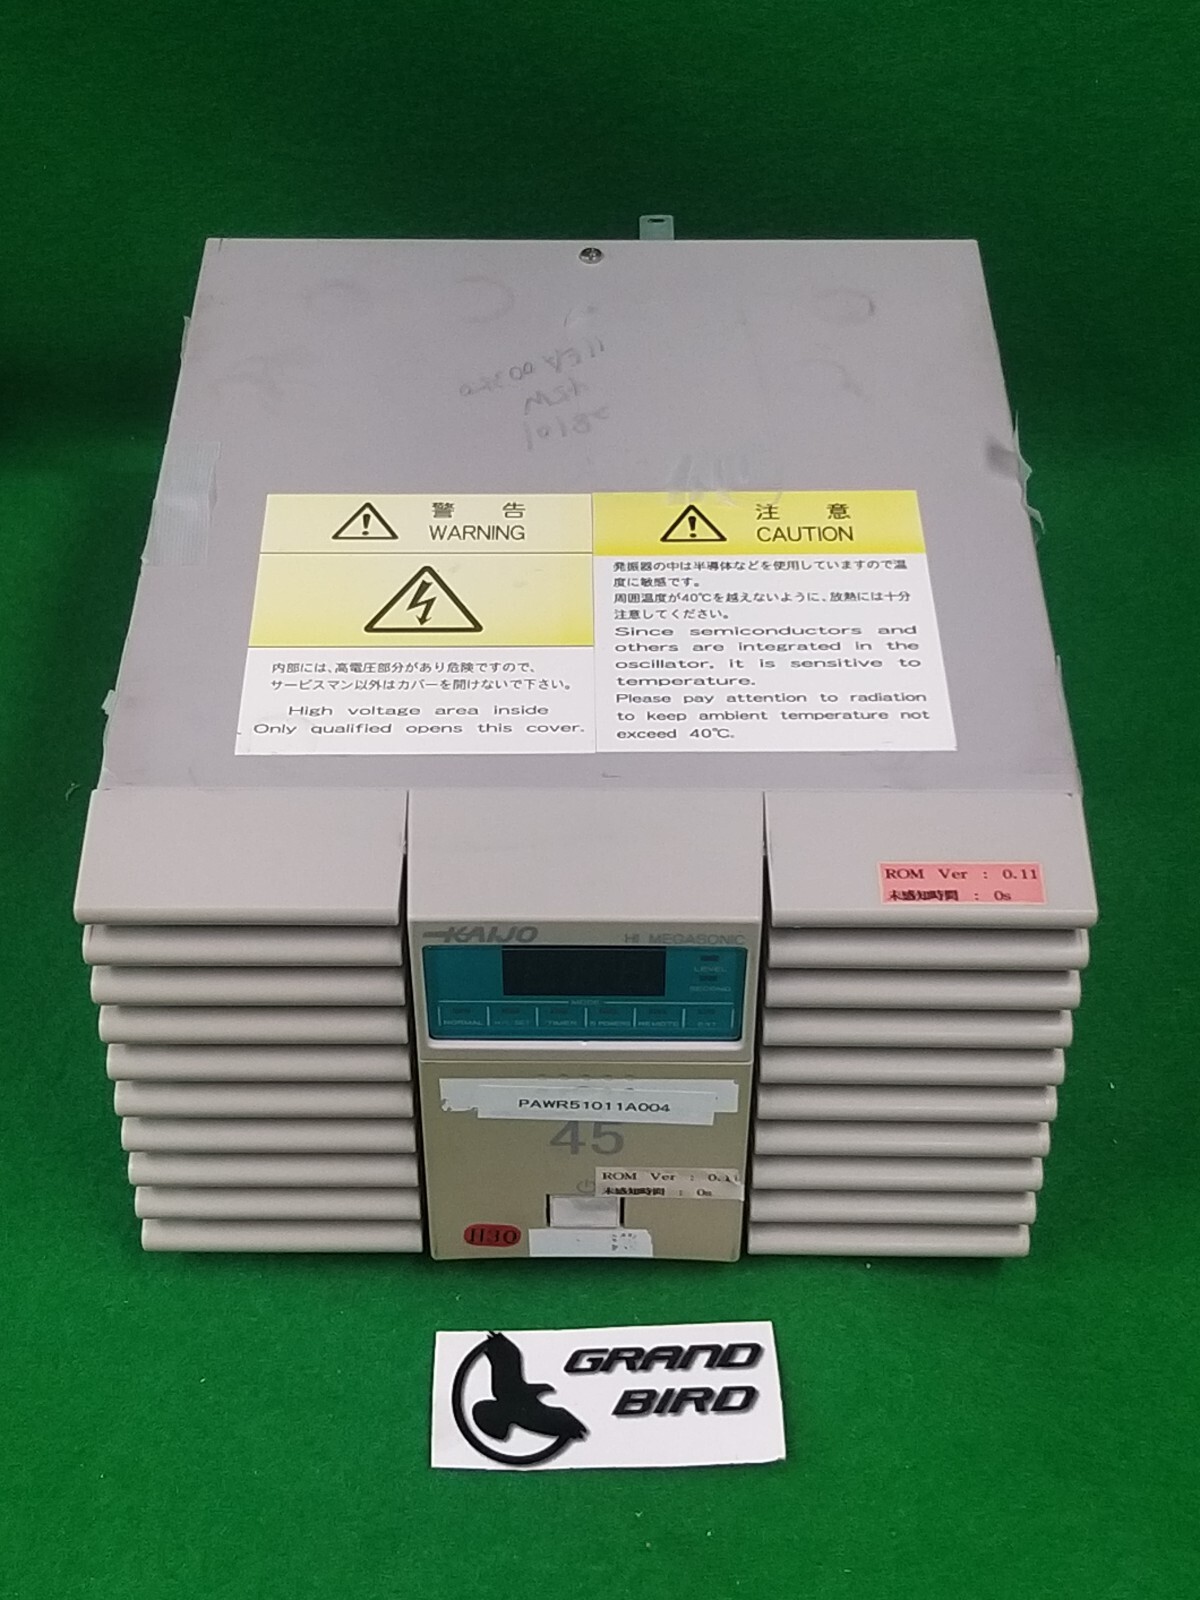 警告
WARNING
内部には、高電圧部分があり危険ですので、
サービスマン以外はカバーを開けないで下さい。
High voltage area inside
Only qualified opens this cover.
注意
CAUTION
発振器の中は半導体などを使用していますので温
度に敏感です。
周囲温度が40℃を越えないように、放熱には十分
注意してください。
Since semiconductors and
others are integrated in the
oscillator, it is sensitive to
temperature.
Please pay attention to radiation
to keep ambient temperature not
exceed 40℃.
ROM Ver : 0.11
未感知時間 : 0s
KAIJO
HI MEGASONIC
LEVEL
SECOND
MODE
NORMAL H/L SET TIMER 8 POWERS REMOTE EXT
PAWR51011A004
45
ROM Ver : 0.11
未感知時間 : 0s
1130
GRAND
BIRD